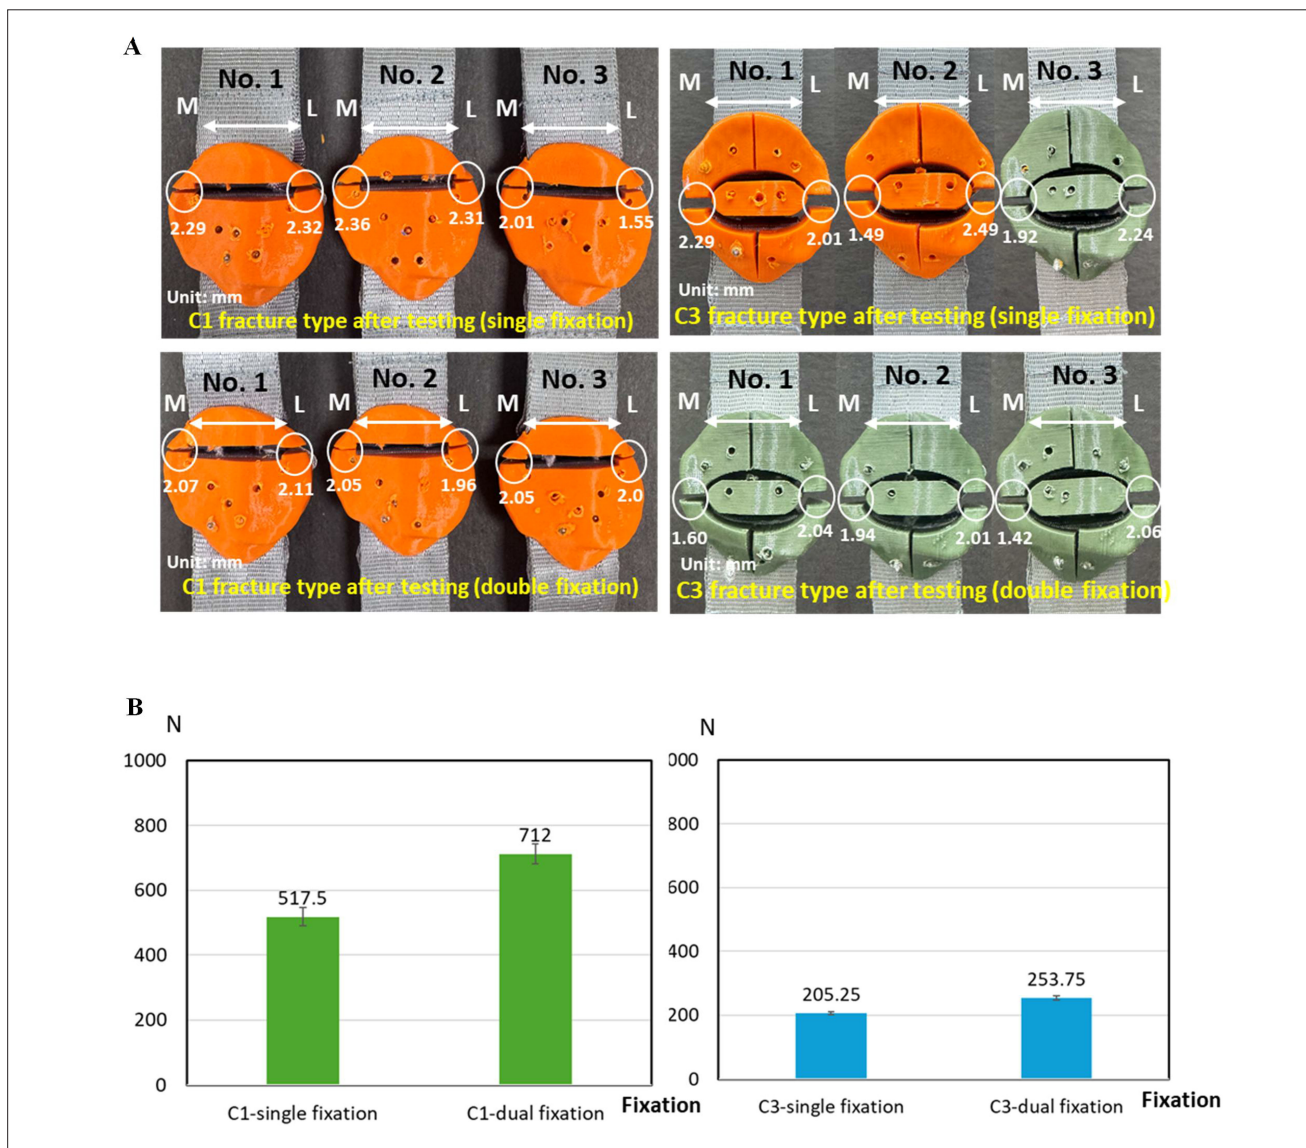 A
No. 1 No. 2 No. 3
M L M L M L
2.29 2.32 2.36 2.31 2.01 1.55
Unit: mm
C1 fracture type after testing (single fixation)
No. 1 No. 2 No. 3
M L M L M L
2.29 2.01 1.49 2.49 1.92 2.24
Unit: mm
C3 fracture type after testing (single fixation)
No. 1 No. 2 No. 3
M L M L M L
2.07 2.11 2.05 1.96 2.05 2.0
Unit: mm
C1 fracture type after testing (double fixation)
No. 1 No. 2 No. 3
M L M L M L
1.60 2.04 1.94 2.01 1.42 2.06
Unit: mm
C3 fracture type after testing (double fixation)
B
N
1000
800
600
400
200
0
517.5
712
C1-single fixation C1-dual fixation Fixation
N
000
800
600
400
200
0
205.25
253.75
C3-single fixation C3-dual fixation Fixation